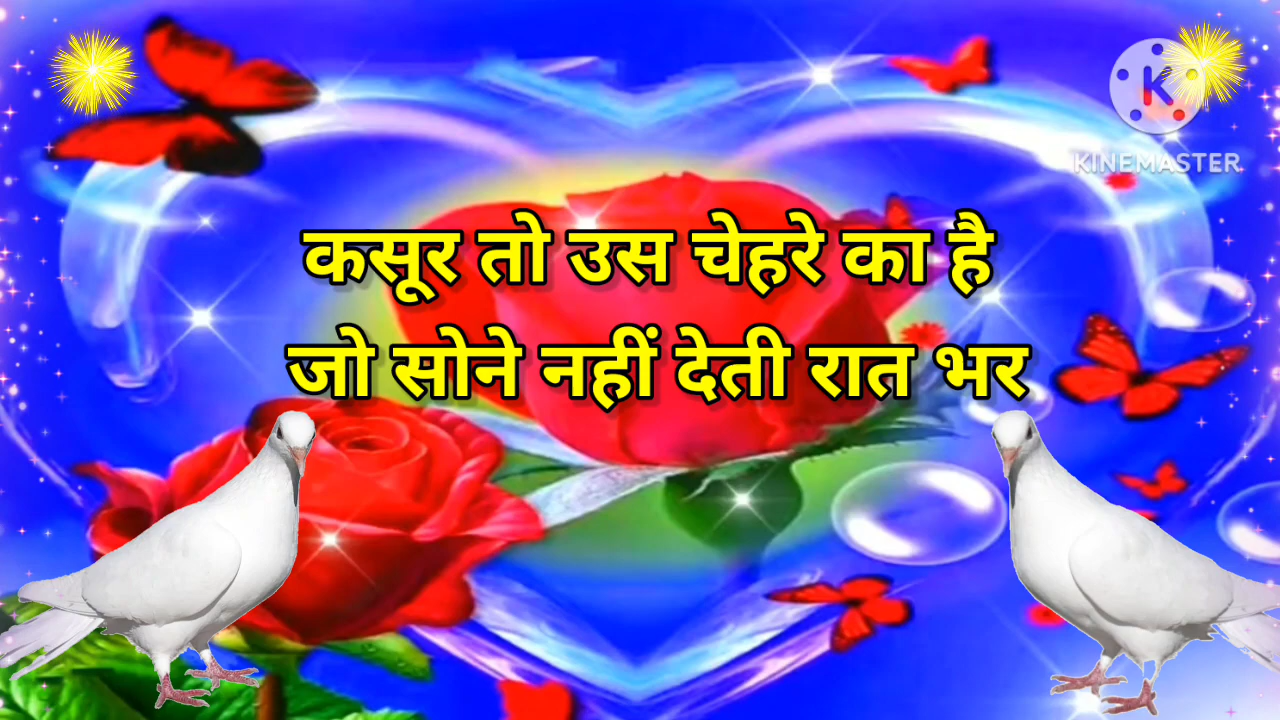 K
KINEMASTER
कसूर तो उस चेहरे का है
जो सोने नहीं देती रात भर